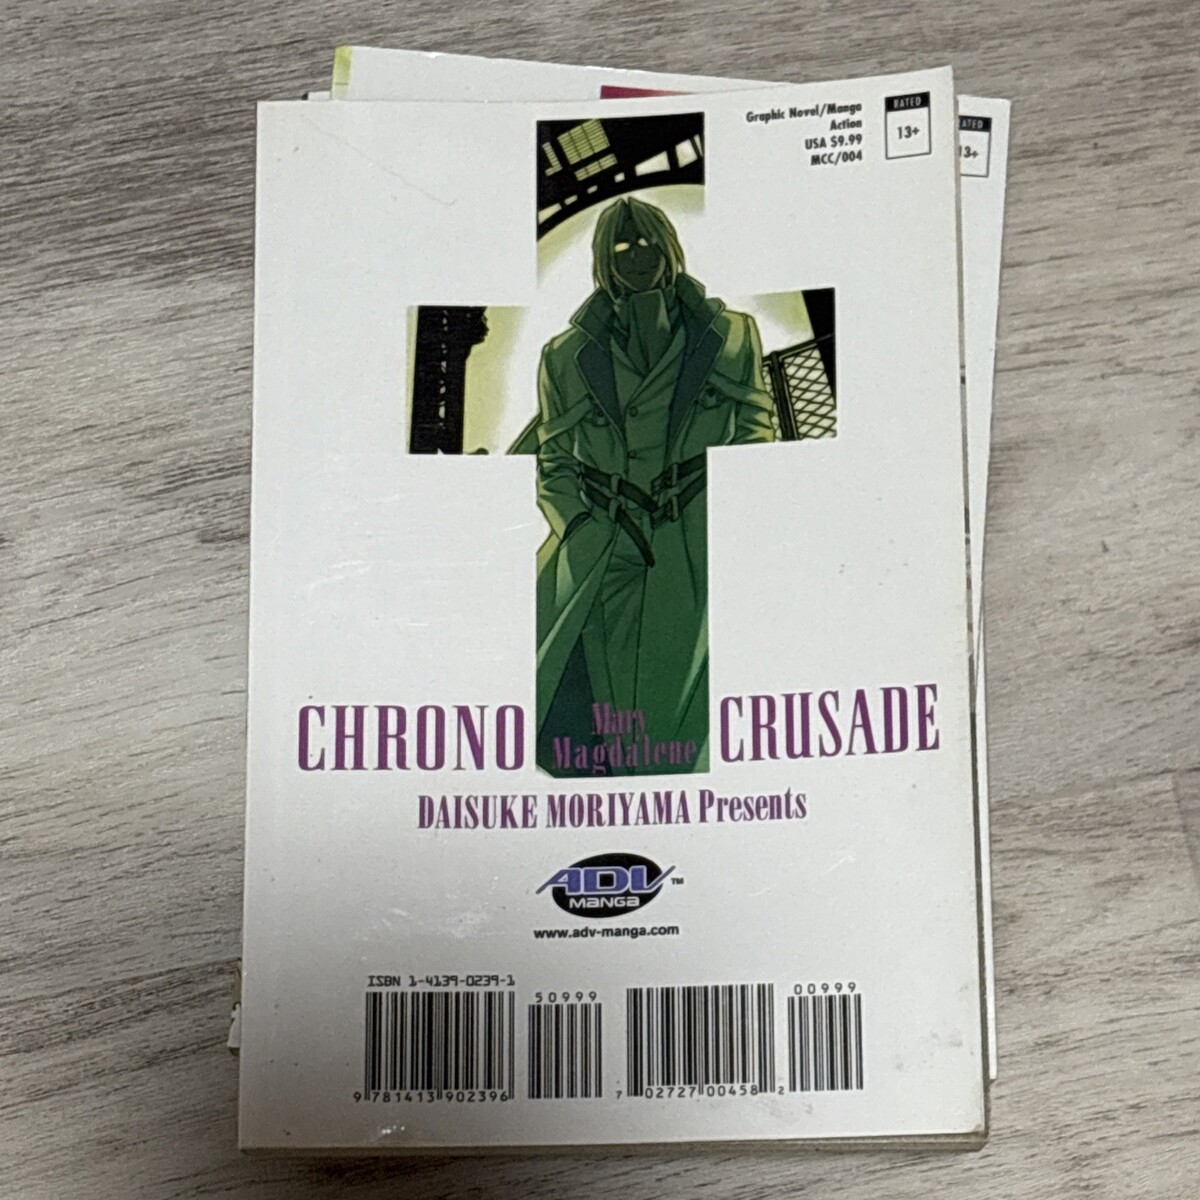 Graphic Novel/Manga
Action
USA $9.99
MCC/004
RATED
13+
RATED
13+
CHRONO CRUSADE
Mary
Magdalene
DAISUKE MORIYAMA Presents
ADV™
MANGA
www.adv-manga.com
ISBN 1-4139-0239-1
50999
00999
9 781413 902396
7 02727 00458 2